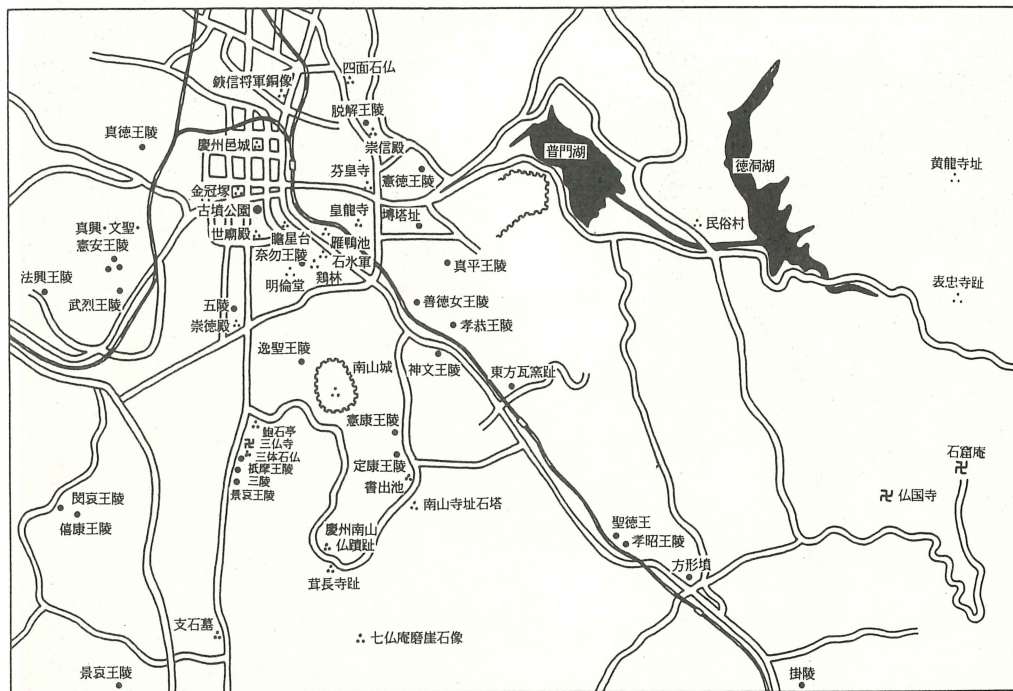 四面石仏
銕信将軍銅像
脱解王陵
真徳王陵
慶州邑城
崇信殿
普門湖
徳洞湖
黄龍寺址
芬皇寺
憲徳王陵
金冠塚
古墳公園
皇龍寺
塼塔址
民俗村
真興・文聖・
憲安王陵
世廟殿
瞻星台
雁鴨池
奈勿王陵
石氷軍
真平王陵
法興王陵
明倫堂
鶏林
表忠寺趾
武烈王陵
五陵
善徳女王陵
崇徳殿
孝恭王陵
逸聖王陵
南山城
神文王陵
東方瓦窯趾
鮑石亭
憲康王陵
三仏寺
三体石仏
定康王陵
石窟庵
祇摩王陵
三陵
書出池
閔哀王陵
景哀王陵
南山寺址石塔
仏国寺
僖康王陵
慶州南山
仏蹟趾
聖徳王
孝昭王陵
方形墳
茸長寺趾
支石墓
七仏庵磨崖石像
景哀王陵
掛陵